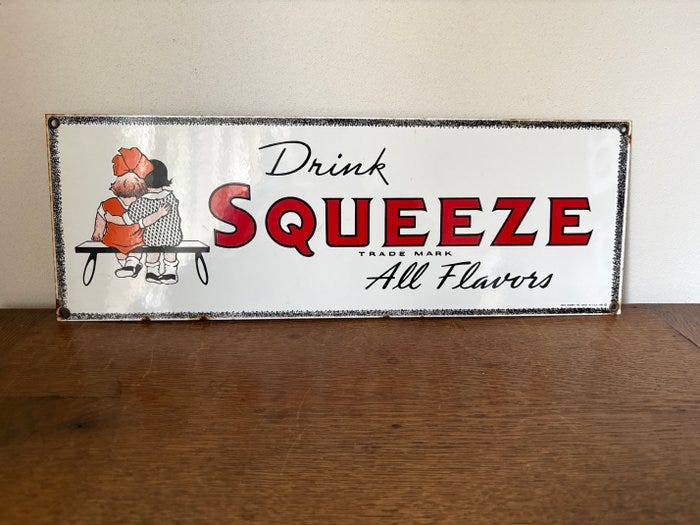 Drink
SQUEEZE
TRADE MARK
All Flavors